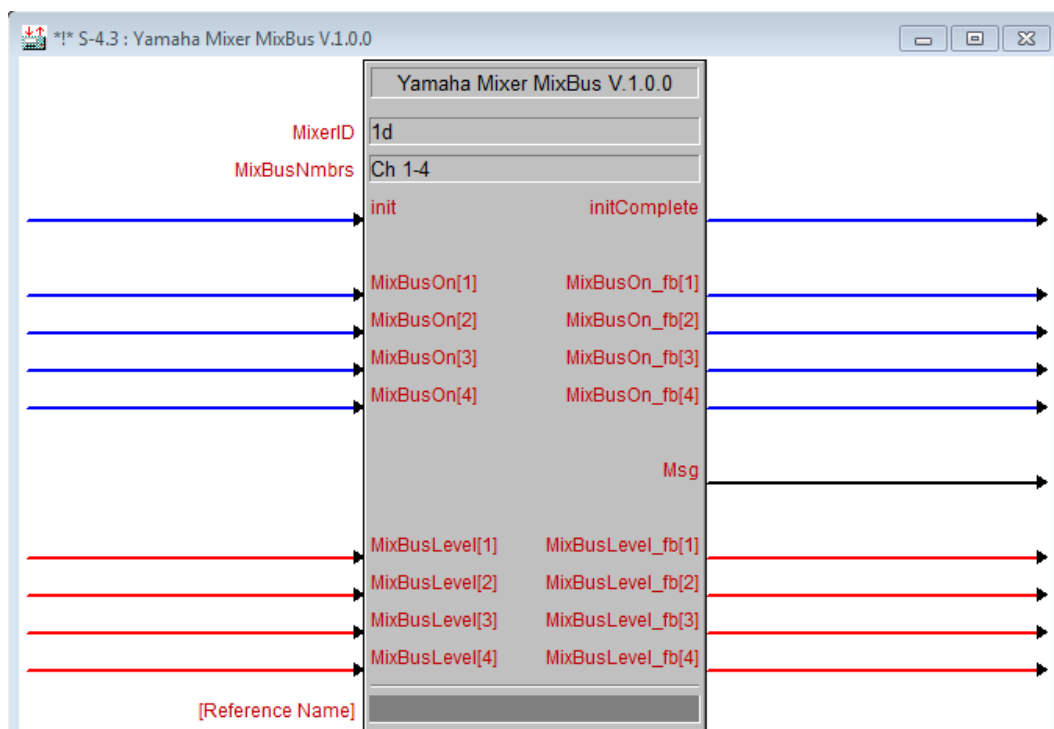 *!* S-4.3 : Yamaha Mixer MixBus V.1.0.0
Yamaha Mixer MixBus V.1.0.0
MixerID 1d
MixBusNmbrs Ch 1-4
init initComplete
MixBusOn[1] MixBusOn_fb[1]
MixBusOn[2] MixBusOn_fb[2]
MixBusOn[3] MixBusOn_fb[3]
MixBusOn[4] MixBusOn_fb[4]
Msg
MixBusLevel[1] MixBusLevel_fb[1]
MixBusLevel[2] MixBusLevel_fb[2]
MixBusLevel[3] MixBusLevel_fb[3]
MixBusLevel[4] MixBusLevel_fb[4]
[Reference Name]